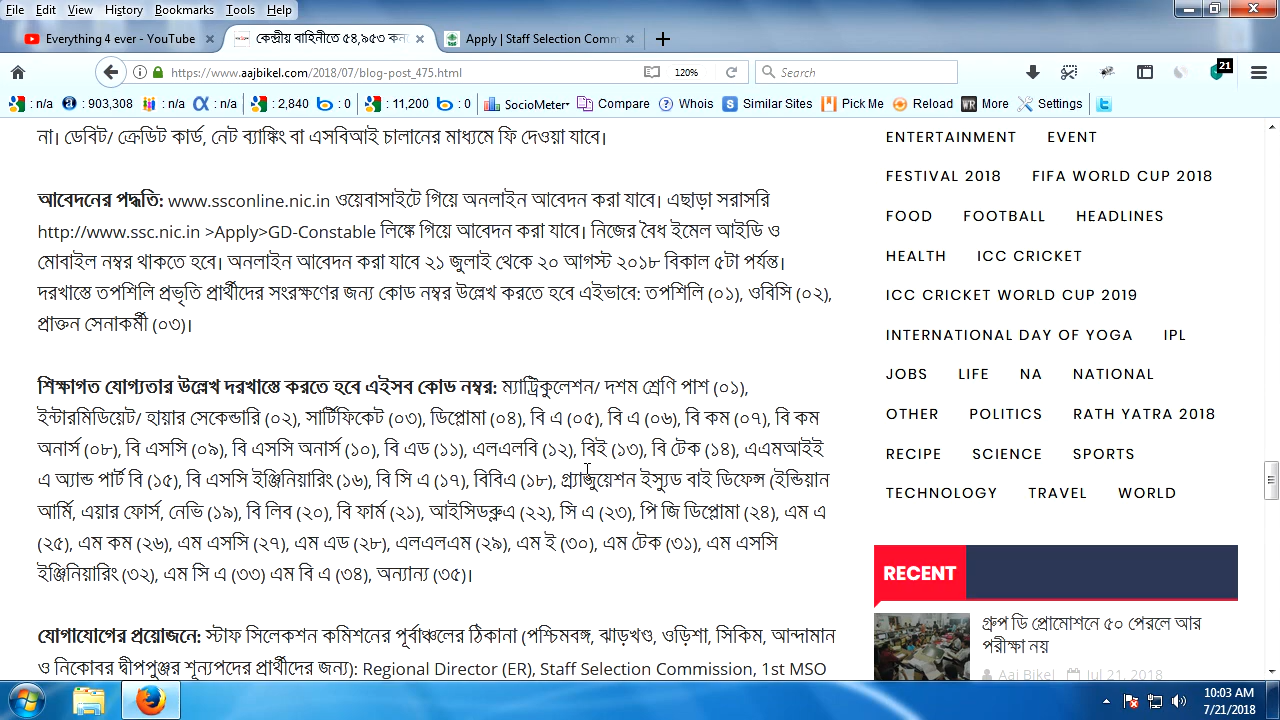 File Edit View History Bookmarks Tools Help
Everything 4 ever - YouTube
কেন্দ্রীয় বাহিনীতে ৫৪,৯৫৩ কন
Apply | Staff Selection Comm
https://www.aajbikel.com/2018/07/blog-post_475.html
120%
Search
21
: n/a : 903,308 : n/a : n/a : 2,840 : 0 : 11,200 : 0 SocioMeter Compare Whois Similar Sites Pick Me Reload More Settings
না। ডেবিট/ ক্রেডিট কার্ড, নেট ব্যাঙ্কিং বা এসবিআই চালানের মাধ্যমে ফি দেওয়া যাবে।
আবেদনের পদ্ধতি: www.ssconline.nic.in ওয়েবাসাইটে গিয়ে অনলাইন আবেদন করা যাবে। এছাড়া সরাসরি
http://www.ssc.nic.in >Apply>GD-Constable লিঙ্কে গিয়ে আবেদন করা যাবে। নিজের বৈধ ইমেল আইডি ও
মোবাইল নম্বর থাকতে হবে। অনলাইন আবেদন করা যাবে ২১ জুলাই থেকে ২০ আগস্ট ২০১৮ বিকাল ৫টা পর্যন্ত।
দরখাস্তে তপশিলি প্রভৃতি প্রার্থীদের সংরক্ষণের জন্য কোড নম্বর উল্লেখ করতে হবে এইভাবে: তপশিলি (০১), ওবিসি (০২),
প্রাক্তন সেনাকর্মী (০৩)।
শিক্ষাগত যোগ্যতার উল্লেখ দরখাস্তে করতে হবে এইসব কোড নম্বর: ম্যাট্রিকুলেশন/ দশম শ্রেণি পাশ (০১),
ইন্টারমিডিয়েট/ হায়ার সেকেন্ডারি (০২), সার্টিফিকেট (০৩), ডিপ্লোমা (০৪), বি এ (০৫), বি এ (০৬), বি কম (০৭), বি কম
অনার্স (০৮), বি এসসি (০৯), বি এসসি অনার্স (১০), বি এড (১১), এলএলবি (১২), বিই (১৩), বি টেক (১৪), এএমআইই
এ অ্যান্ড পার্ট বি (১৫), বি এসসি ইঞ্জিনিয়ারিং (১৬), বি সি এ (১৭), বিবিএ (১৮), গ্র্যাজুয়েশন ইস্যুড বাই ডিফেন্স (ইন্ডিয়ান
আর্মি, এয়ার ফোর্স, নেভি (১৯), বি লিব (২০), বি ফার্ম (২১), আইসিডব্লুএ (২২), সি এ (২৩), পি জি ডিপ্লোমা (২৪), এম এ
(২৫), এম কম (২৬), এম এসসি (২৭), এম এড (২৮), এলএলএম (২৯), এম ই (৩০), এম টেক (৩১), এম এসসি
ইঞ্জিনিয়ারিং (৩২), এম সি এ (৩৩) এম বি এ (৩৪), অন্যান্য (৩৫)।
যোগাযোগের প্রয়োজনে: স্টাফ সিলেকশন কমিশনের পূর্বাঞ্চলের ঠিকানা (পশ্চিমবঙ্গ, ঝাড়খণ্ড, ওড়িশা, সিকিম, আন্দামান
ও নিকোবর দ্বীপপুঞ্জর শূন্যপদের প্রার্থীদের জন্য): Regional Director (ER), Staff Selection Commission, 1st MSO
ENTERTAINMENT EVENT
FESTIVAL 2018 FIFA WORLD CUP 2018
FOOD FOOTBALL HEADLINES
HEALTH ICC CRICKET
ICC CRICKET WORLD CUP 2019
INTERNATIONAL DAY OF YOGA IPL
JOBS LIFE NA NATIONAL
OTHER POLITICS RATH YATRA 2018
RECIPE SCIENCE SPORTS
TECHNOLOGY TRAVEL WORLD
RECENT
গ্রুপ ডি প্রোমোশনে ৫০ পেরলে আর
পরীক্ষা নয়
Aaj Bikel Jul 21, 2018
10:03 AM
7/21/2018